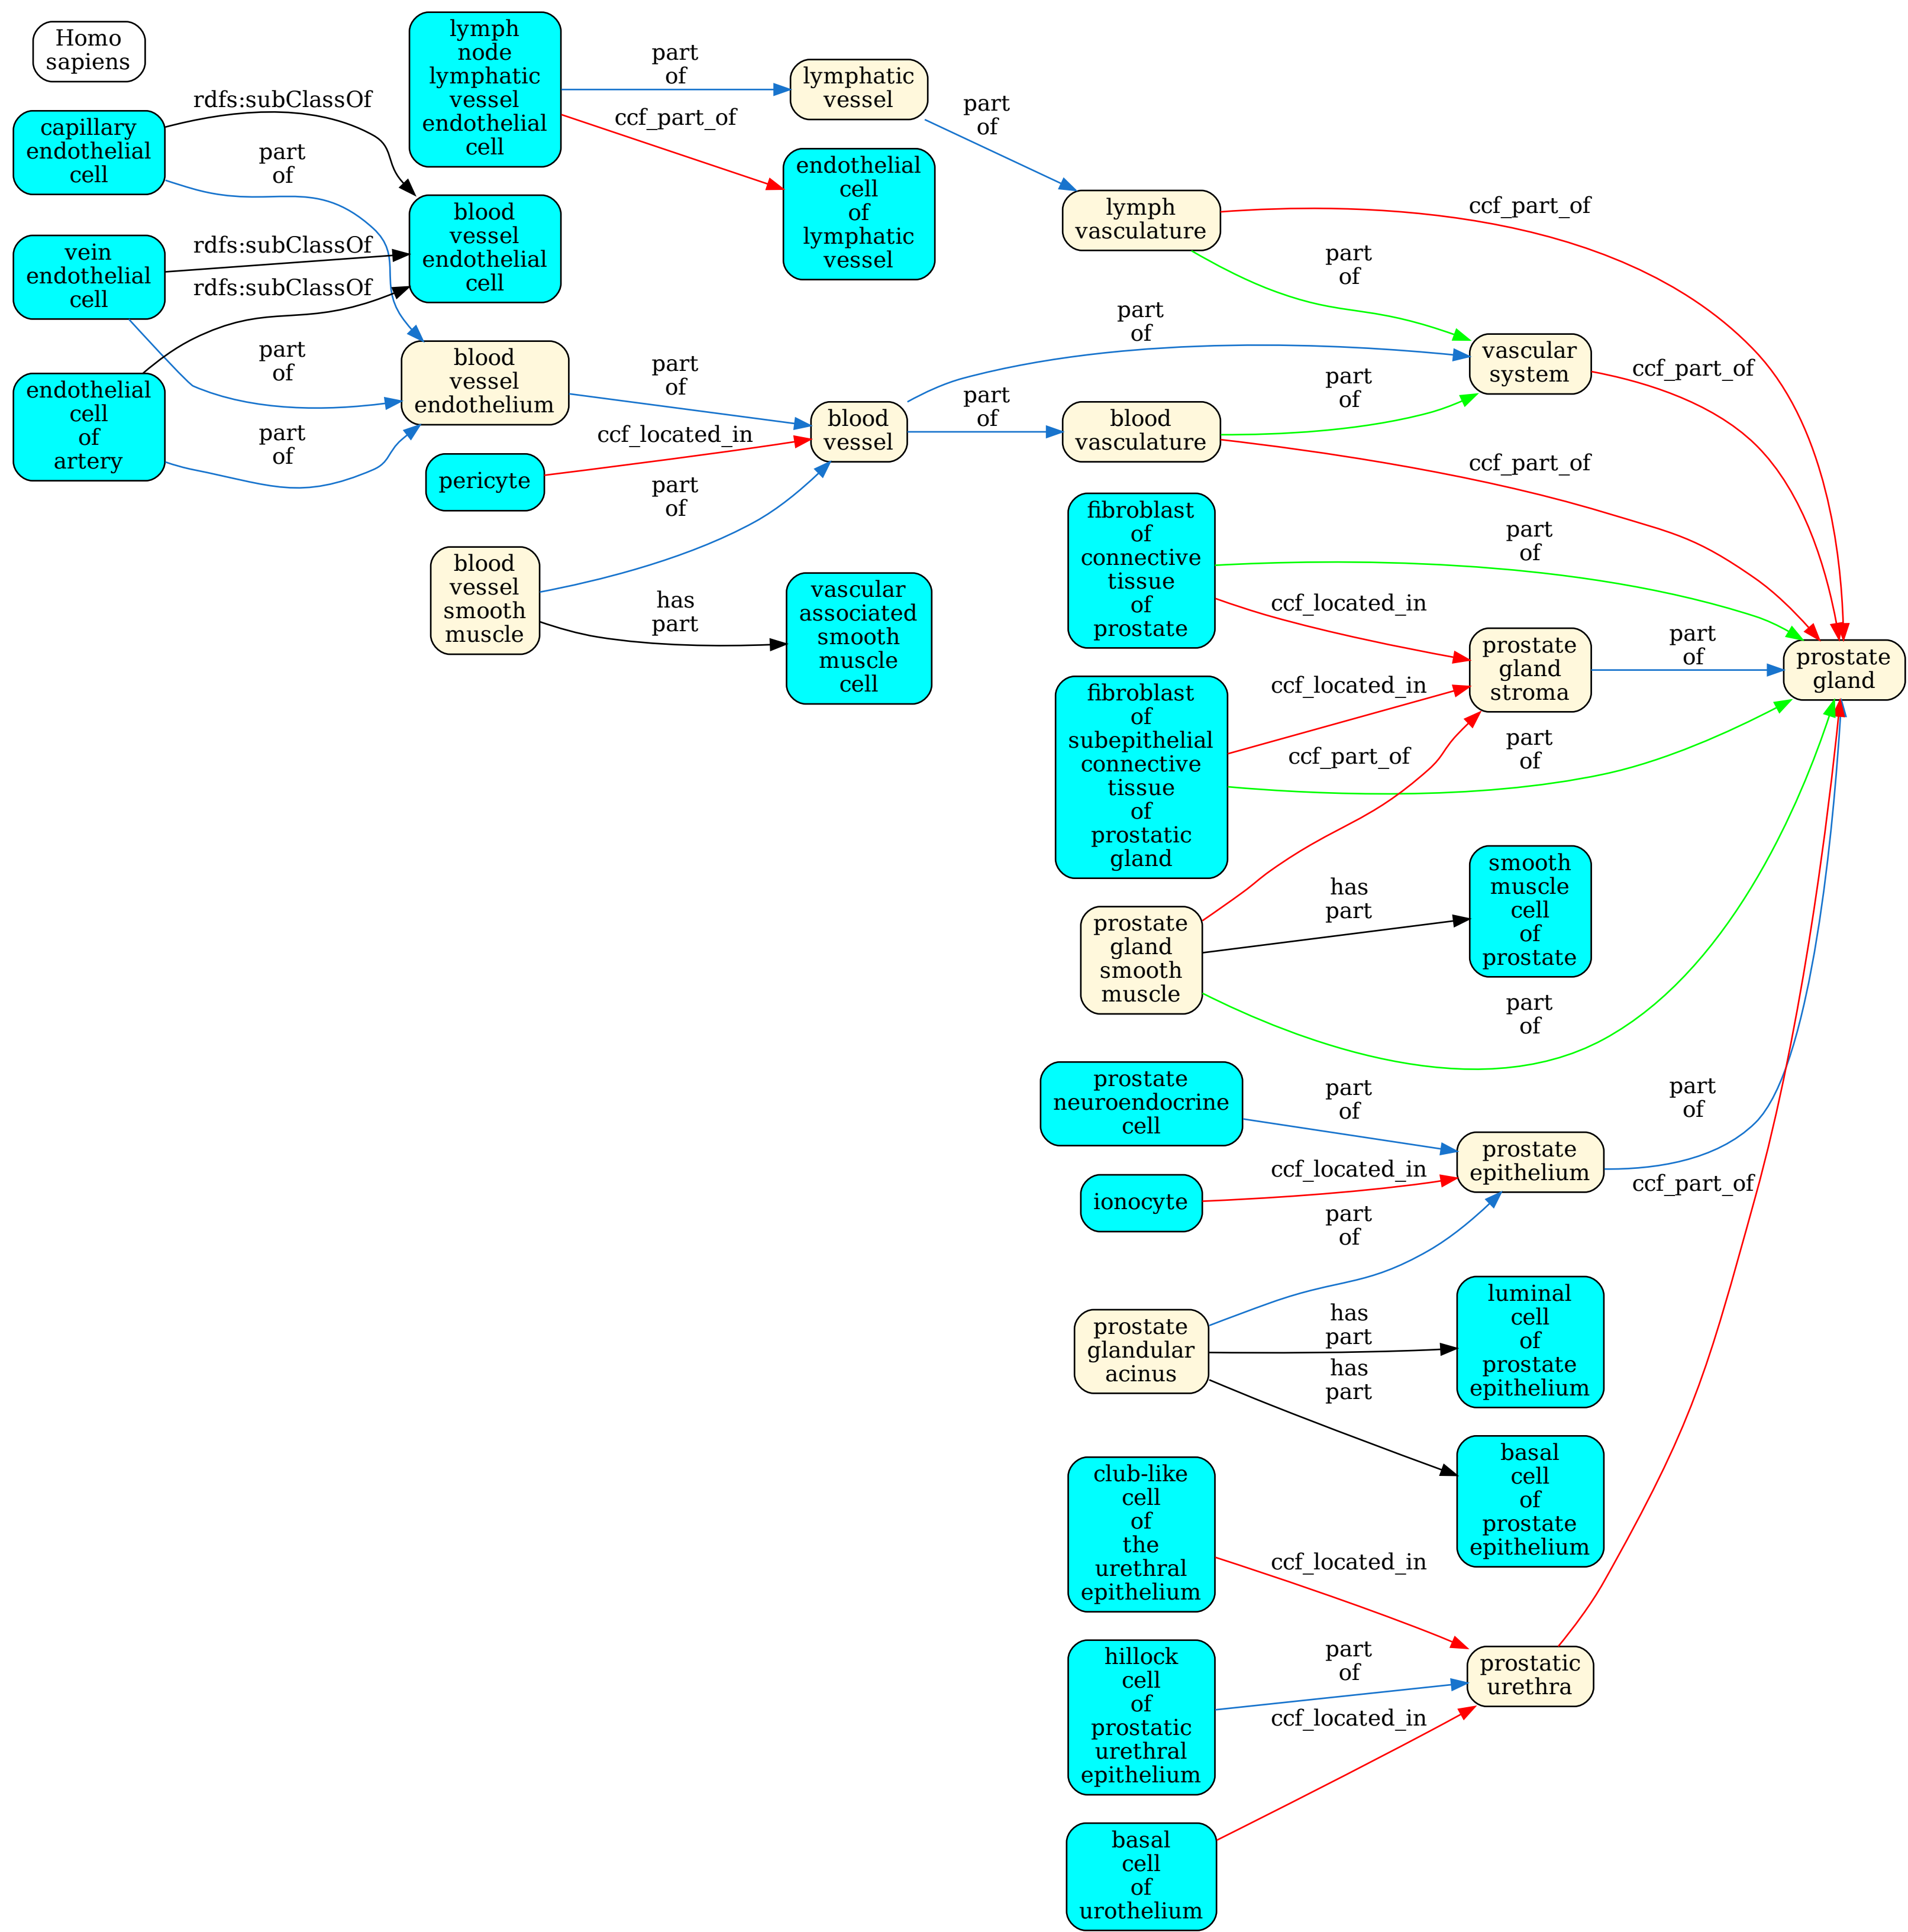 Homo
sapiens
capillary
endothelial
cell
vein
endothelial
cell
endothelial
cell
of
artery
rdfs:subClassOf
part
of
rdfs:subClassOf
rdfs:subClassOf
part
of
part
of
lymph
node
lymphatic
vessel
endothelial
cell
blood
vessel
endothelial
cell
blood
vessel
endothelium
pericyte
blood
vessel
smooth
muscle
part
of
ccf_part_of
part
of
ccf_located_in
part
of
has
part
lymphatic
vessel
endothelial
cell
of
lymphatic
vessel
blood
vessel
vascular
associated
smooth
muscle
cell
part
of
part
of
part
of
lymph
vasculature
blood
vasculature
fibroblast
of
connective
tissue
of
prostate
fibroblast
of
subepithelial
connective
tissue
of
prostatic
gland
prostate
gland
smooth
muscle
prostate
neuroendocrine
cell
ionocyte
prostate
glandular
acinus
club-like
cell
of
the
urethral
epithelium
hillock
cell
of
prostatic
urethral
epithelium
basal
cell
of
urothelium
part
of
part
of
ccf_located_in
ccf_located_in
ccf_part_of
has
part
part
of
ccf_located_in
part
of
has
part
has
part
ccf_located_in
part
of
ccf_located_in
ccf_part_of
vascular
system
ccf_part_of
part
of
prostate
gland
stroma
part
of
smooth
muscle
cell
of
prostate
part
of
prostate
epithelium
luminal
cell
of
prostate
epithelium
basal
cell
of
prostate
epithelium
prostatic
urethra
ccf_part_of
part
of
part
of
ccf_part_of
prostate
gland